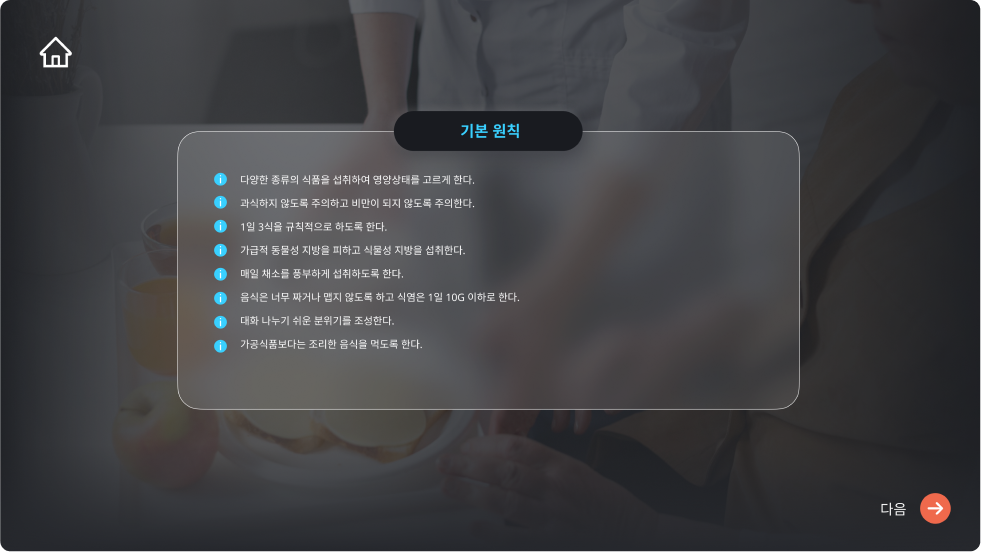 기본 원칙
다양한 종류의 식품을 섭취하여 영양상태를 고르게 한다.
과식하지 않도록 주의하고 비만이 되지 않도록 주의한다.
1일 3식을 규칙적으로 하도록 한다.
가급적 동물성 지방을 피하고 식물성 지방을 섭취한다.
매일 채소를 풍부하게 섭취하도록 한다.
음식은 너무 짜거나 맵지 않도록 하고 식염은 1일 10G 이하로 한다.
대화 나누기 쉬운 분위기를 조성한다.
가공식품보다는 조리한 음식을 먹도록 한다.
다음